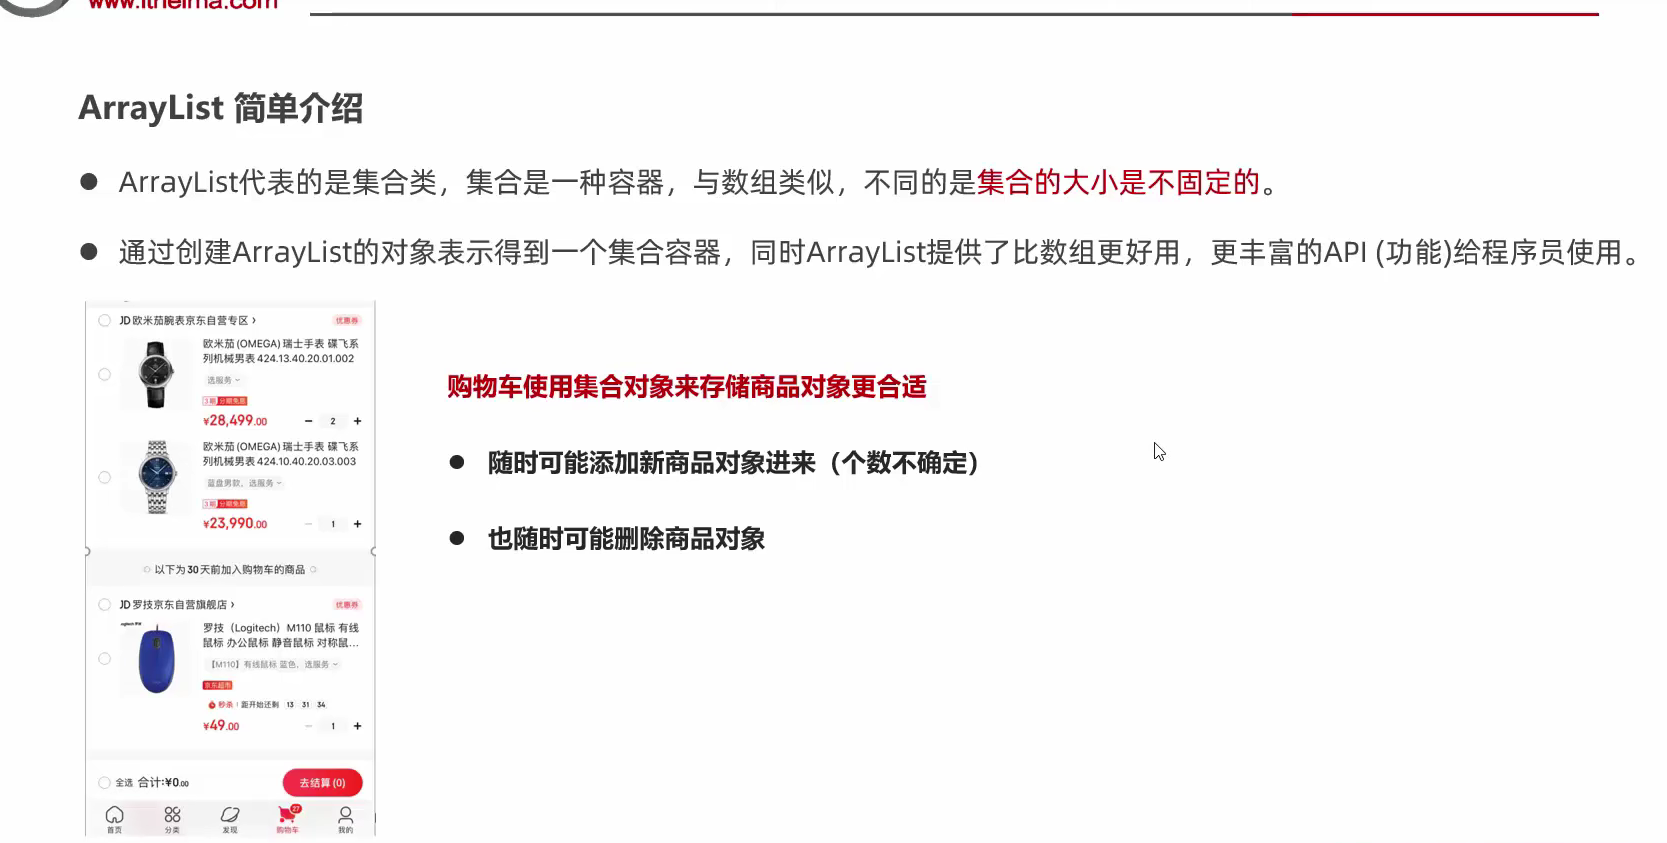 www.itheima.com
ArrayList 简单介绍
ArrayList代表的是集合类，集合是一种容器，与数组类似，不同的是集合的大小是不固定的。
通过创建ArrayList的对象表示得到一个集合容器，同时ArrayList提供了比数组更好用，更丰富的API (功能)给程序员使用。
JD 欧米茄腕表京东自营专区 ›
优惠券
欧米茄 (OMEGA) 瑞士手表 碟飞系
列机械男表 424.13.40.20.01.002
选服务
3期 分期免息
¥28,499.00
− 2 +
欧米茄 (OMEGA) 瑞士手表 碟飞系
列机械男表 424.10.40.20.03.003
蓝盘男款，选服务
3期 分期免息
¥23,990.00
− 1 +
以下为30天前加入购物车的商品
JD 罗技京东自营旗舰店 ›
优惠券
罗技（Logitech）M110 鼠标 有线
鼠标 办公鼠标 静音鼠标 对称鼠...
【M110】有线鼠标 蓝色，选服务
京东超市
秒杀 距开始还剩 13 31 34
¥49.00
− 1 +
全选 合计:¥0.00
去结算 (0)
27
首页 分类 发现 购物车 我的
购物车使用集合对象来存储商品对象更合适
随时可能添加新商品对象进来（个数不确定）
也随时可能删除商品对象